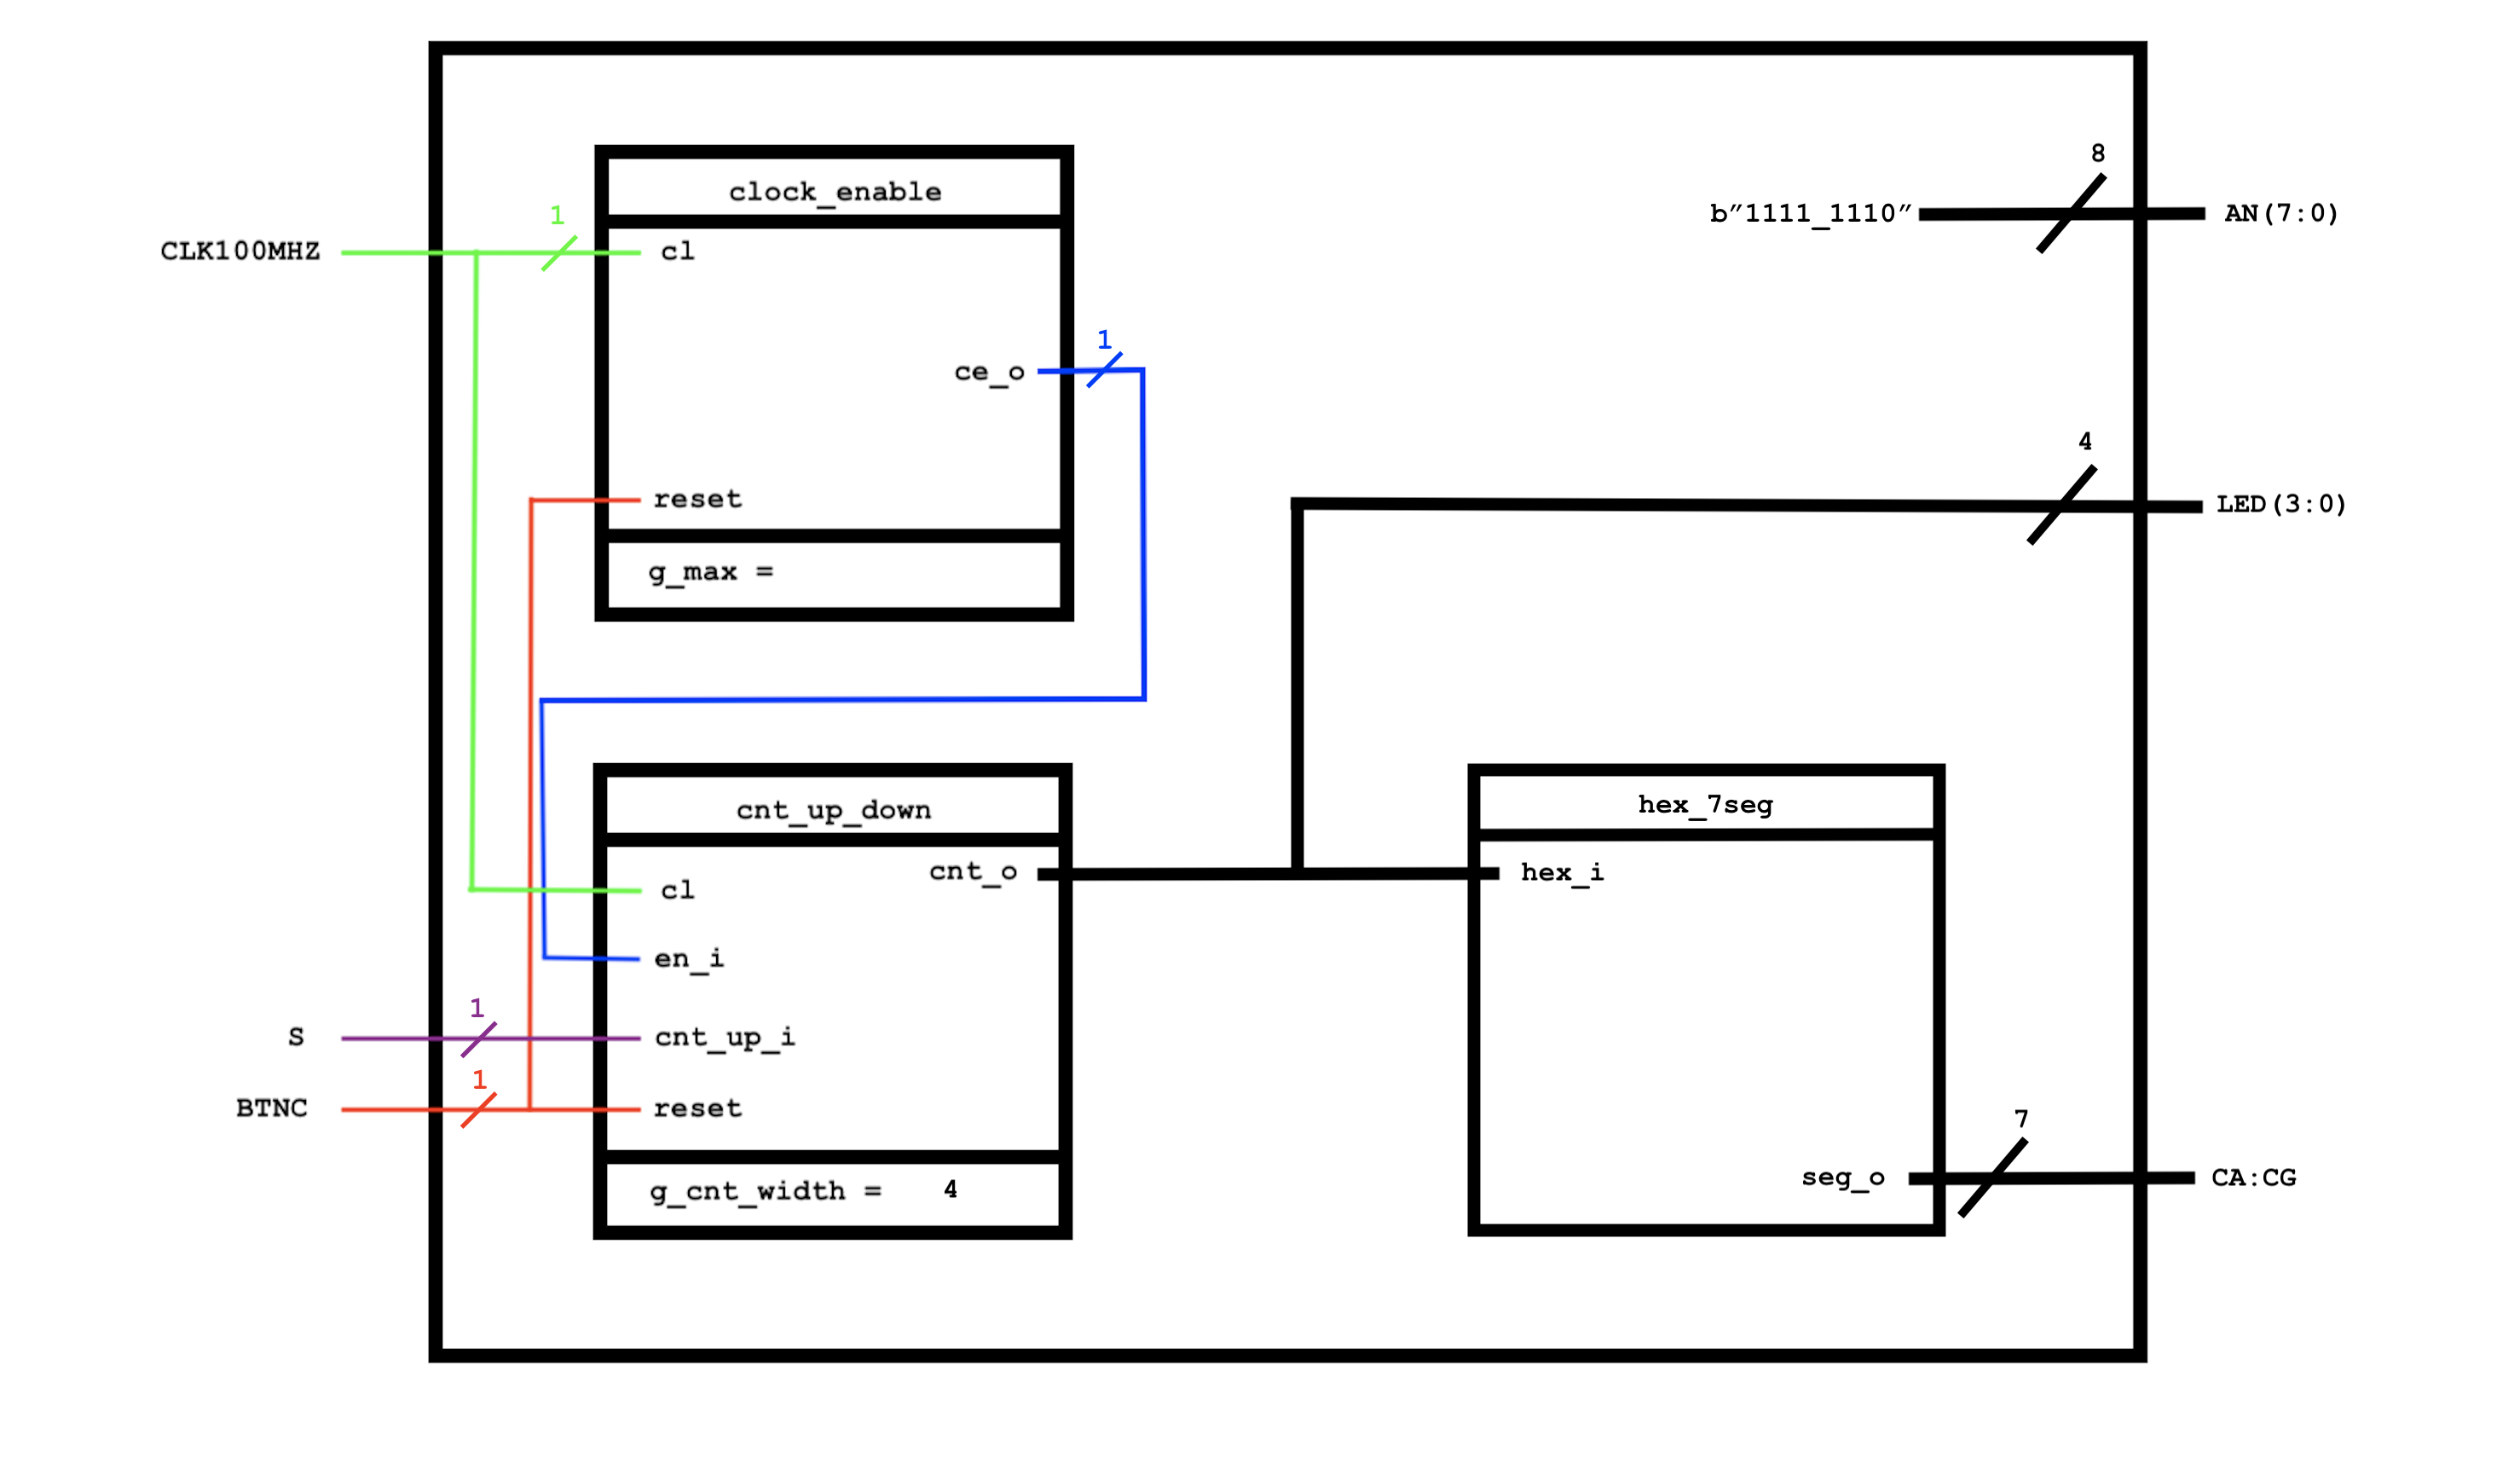 8
b"1111_1110"
AN(7:0)
clock_enable
1
CLK100MHZ
cl
1
ce_o
4
reset
LED(3:0)
g_max =
cnt_up_down
hex_7seg
cnt_o
hex_i
cl
en_i
1
S
cnt_up_i
1
BTNC
reset
7
seg_o
CA:CG
g_cnt_width = 4